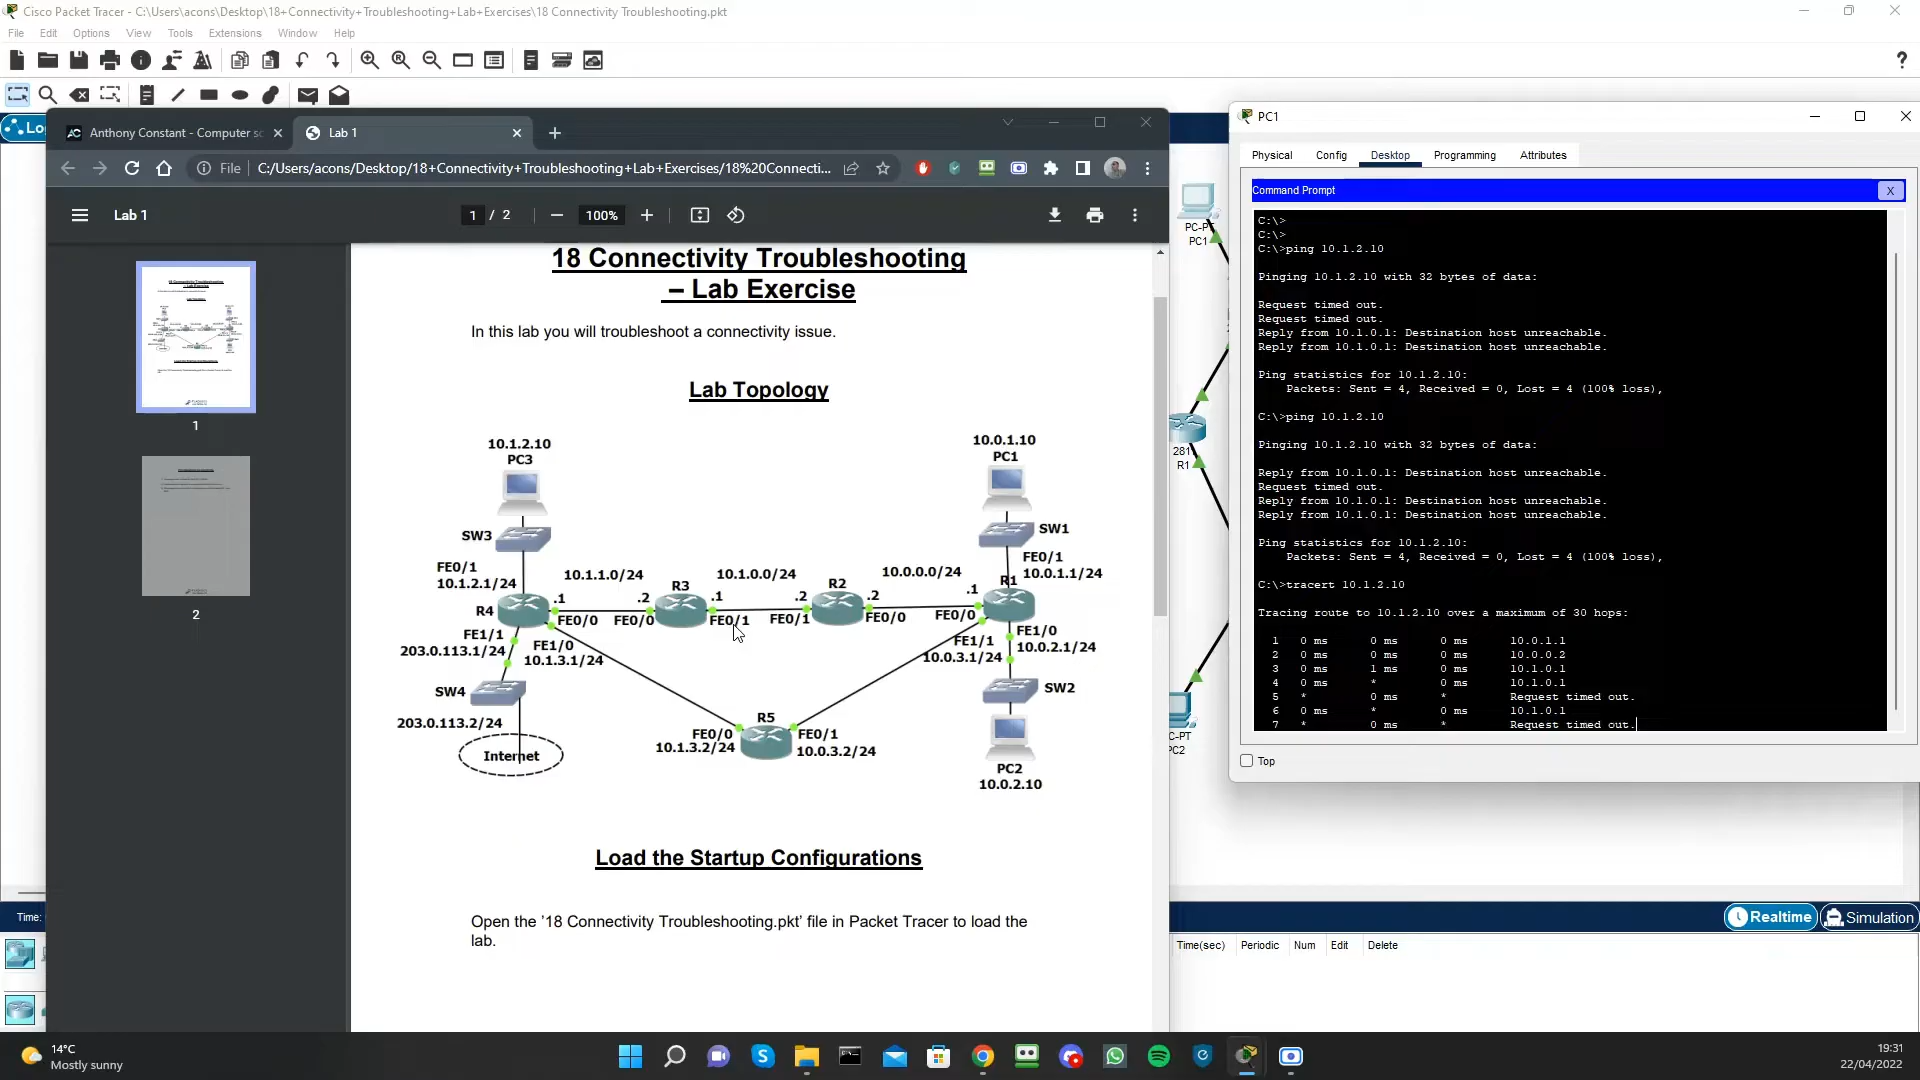 Cisco Packet Tracer - C:\Users\acons\Desktop\18+Connectivity+Troubleshooting+Lab+Exercises\18 Connectivity Troubleshooting.pkt
File Edit Options View Tools Extensions Window Help
Anthony Constant - Computer sc
Lab 1
File
C:/Users/acons/Desktop/18+Connectivity+Troubleshooting+Lab+Exercises/18%20Connecti...
Lab 1
1 / 2
100%
1
2
18 Connectivity Troubleshooting
– Lab Exercise
In this lab you will troubleshoot a connectivity issue.
Lab Topology
10.1.2.10
PC3
10.0.1.10
PC1
SW3
SW1
FE0/1
10.1.2.1/24
FE0/1
10.0.1.1/24
10.1.1.0/24
10.1.0.0/24
10.0.0.0/24
R3
R2
R1
.1
.2
.1
.2
.2
.1
R4
FE0/0
FE0/0
FE0/1
FE0/1
FE0/0
FE0/0
FE1/1
203.0.113.1/24
FE1/0
10.1.3.1/24
FE1/1
10.0.3.1/24
FE1/0
10.0.2.1/24
SW4
SW2
203.0.113.2/24
Internet
R5
FE0/0
10.1.3.2/24
FE0/1
10.0.3.2/24
PC2
10.0.2.10
Load the Startup Configurations
Open the '18 Connectivity Troubleshooting.pkt' file in Packet Tracer to load the
lab.
PC-PT
PC1
281
R1
C-PT
PC2
PC1
Physical Config Desktop Programming Attributes
Command Prompt
X
C:\>
C:\>
C:\>ping 10.1.2.10
Pinging 10.1.2.10 with 32 bytes of data:
Request timed out.
Request timed out.
Reply from 10.1.0.1: Destination host unreachable.
Reply from 10.1.0.1: Destination host unreachable.
Ping statistics for 10.1.2.10:
Packets: Sent = 4, Received = 0, Lost = 4 (100% loss),
C:\>ping 10.1.2.10
Pinging 10.1.2.10 with 32 bytes of data:
Reply from 10.1.0.1: Destination host unreachable.
Request timed out.
Reply from 10.1.0.1: Destination host unreachable.
Reply from 10.1.0.1: Destination host unreachable.
Ping statistics for 10.1.2.10:
Packets: Sent = 4, Received = 0, Lost = 4 (100% loss),
C:\>tracert 10.1.2.10
Tracing route to 10.1.2.10 over a maximum of 30 hops:
1 0 ms 0 ms 0 ms 10.0.1.1
2 0 ms 0 ms 0 ms 10.0.0.2
3 0 ms 1 ms 0 ms 10.1.0.1
4 0 ms * 0 ms 10.1.0.1
5 * 0 ms * Request timed out.
6 0 ms * 0 ms 10.1.0.1
7 * 0 ms * Request timed out.
Top
Log
Time:
Realtime
Simulation
Time(sec) Periodic Num Edit Delete
14°C
Mostly sunny
19:31
22/04/2022